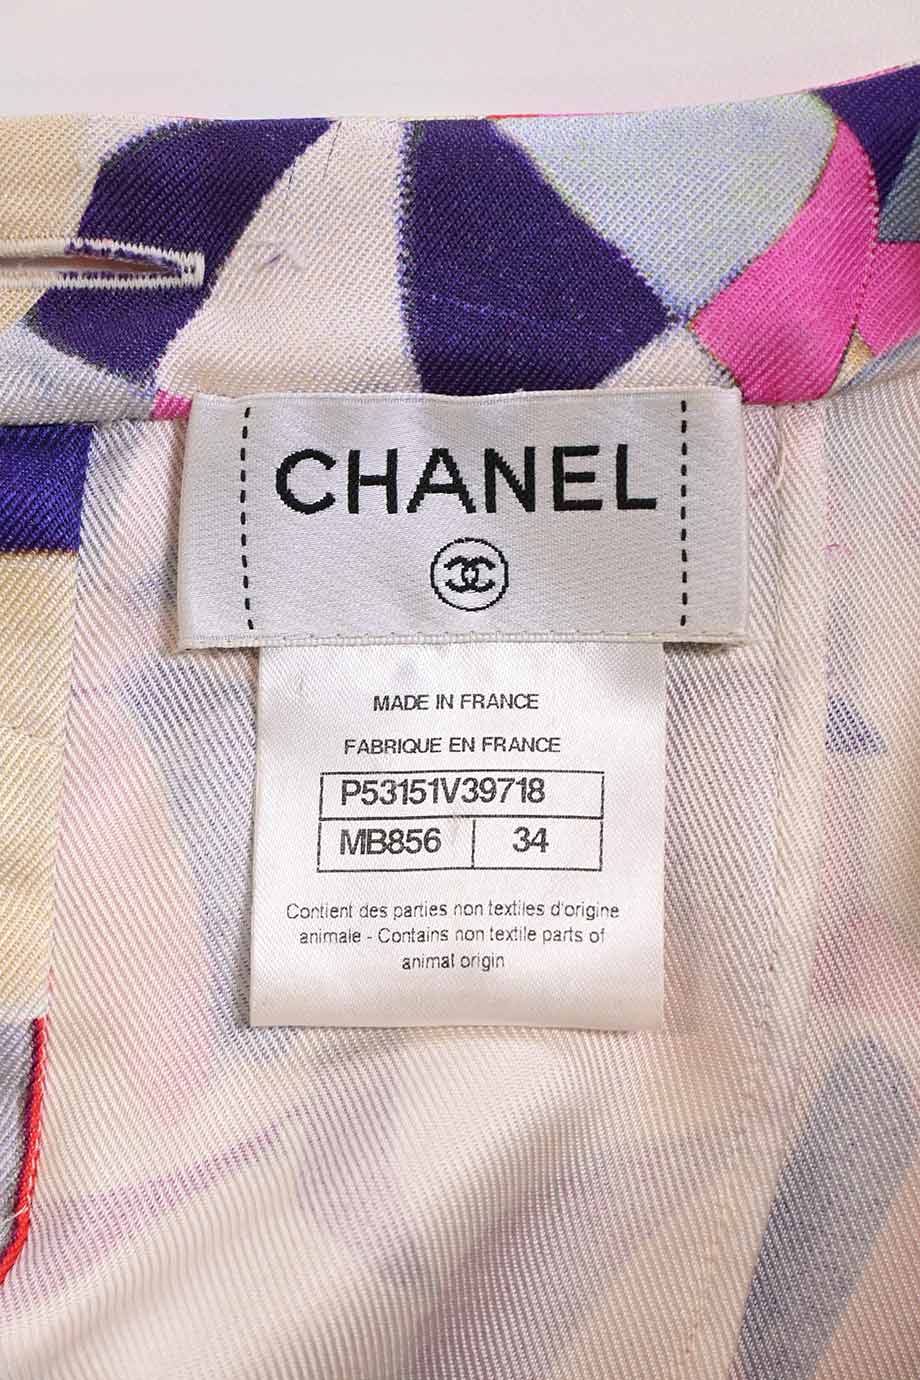 CHANEL
MADE IN FRANCE
FABRIQUE EN FRANCE
P53151V39718
MB856 34
Contient des parties non textiles d'origine
animale - Contains non textile parts of
animal origin